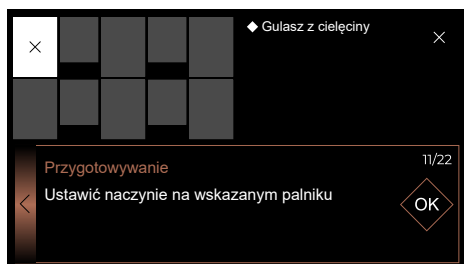 Gulasz z cielęciny
Przygotowywanie
11/22
Ustawić naczynie na wskazanym palniku
OK